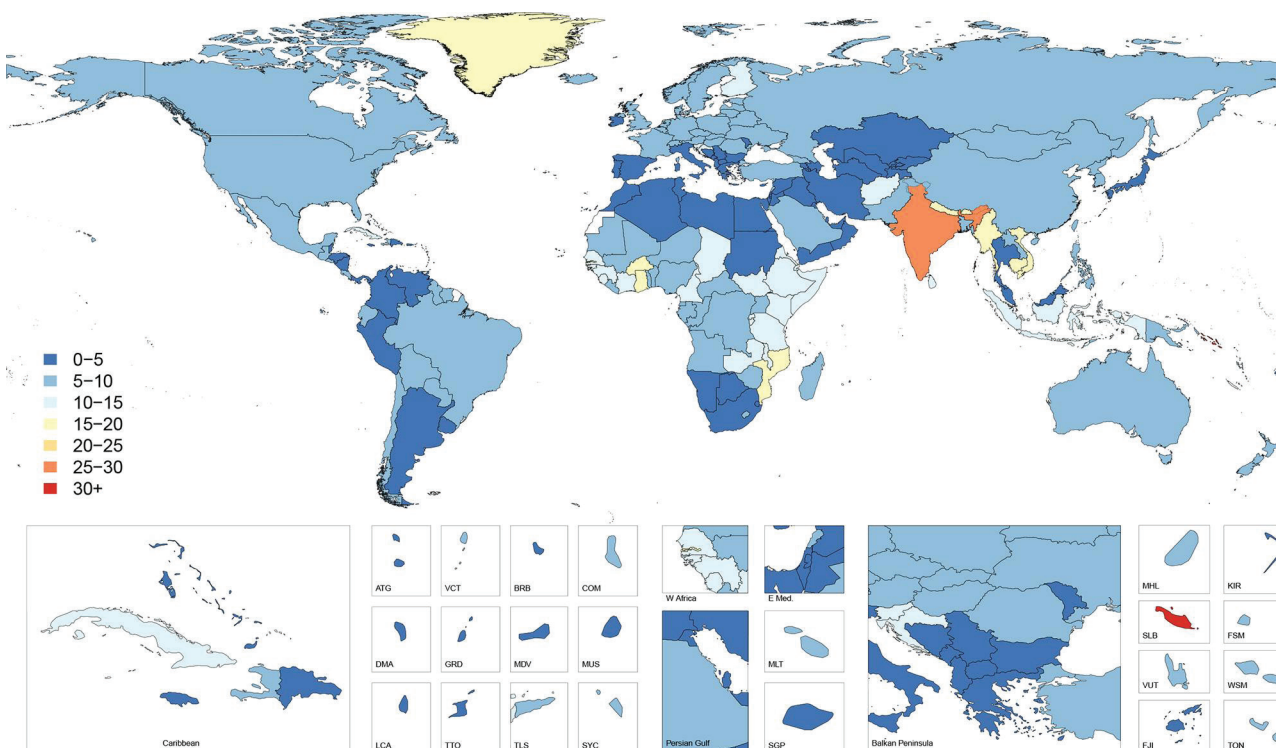 0−5
5−10
10−15
15−20
20−25
25−30
30+
Caribbean
ATG
VCT
BRB
COM
DMA
GRD
MDV
MUS
LCA
TTO
TLS
SYC
W Africa
E Med.
Persian Gulf
MLT
SGP
Balkan Peninsula
MHL
KIR
SLB
FSM
VUT
WSM
FJI
TON